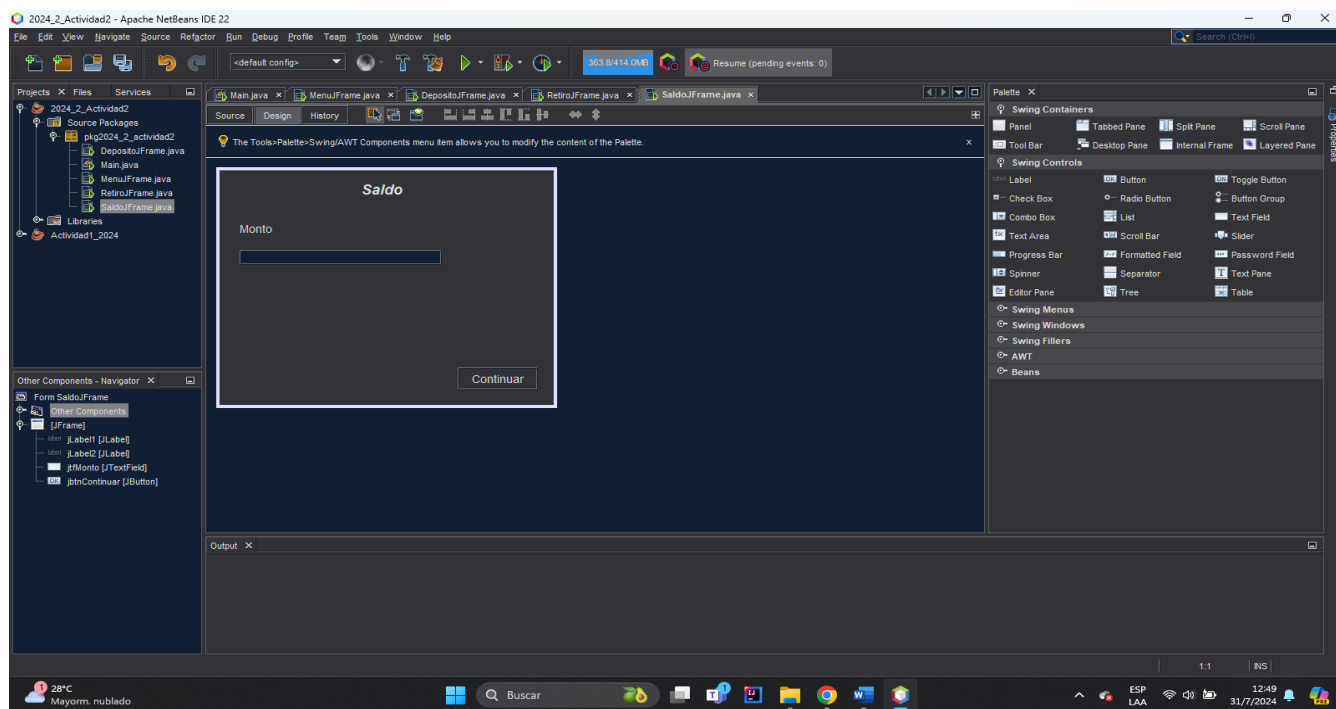 2024_2_Actividad2 - Apache NetBeans IDE 22
File Edit View Navigate Source Refactor Run Debug Profile Team Tools Window Help
Search (Ctrl+I)
<default config>
363.8/414.0MB
Resume (pending events: 0)
Projects
Files
Services
2024_2_Actividad2
Source Packages
pkg2024_2_actividad2
DepositoJFrame.java
Main.java
MenuJFrame.java
RetiroJFrame.java
SaldoJFrame.java
Libraries
Actividad1_2024
Other Components - Navigator
Form SaldoJFrame
Other Components
[JFrame]
label jLabel1 [JLabel]
label jLabel2 [JLabel]
jtfMonto [JTextField]
OK jbtnContinuar [JButton]
Main.java MenuJFrame.java DepositoJFrame.java RetiroJFrame.java SaldoJFrame.java
Source Design History
The Tools>Palette>Swing/AWT Components menu item allows you to modify the content of the Palette.
Saldo
Monto
Continuar
Output
Palette
Swing Containers
Panel Tabbed Pane Split Pane Scroll Pane
Tool Bar Desktop Pane Internal Frame Layered Pane
Swing Controls
label Label OK Button ON Toggle Button
Check Box Radio Button Button Group
Combo Box List Text Field
Text Area Scroll Bar Slider
Progress Bar Formatted Field Password Field
Spinner Separator Text Pane
Editor Pane Tree Table
Swing Menus
Swing Windows
Swing Fillers
AWT
Beans
Properties
1:1 INS
1
28°C
Mayorm. nublado
Buscar
1
ESP
LAA
12:49
31/7/2024